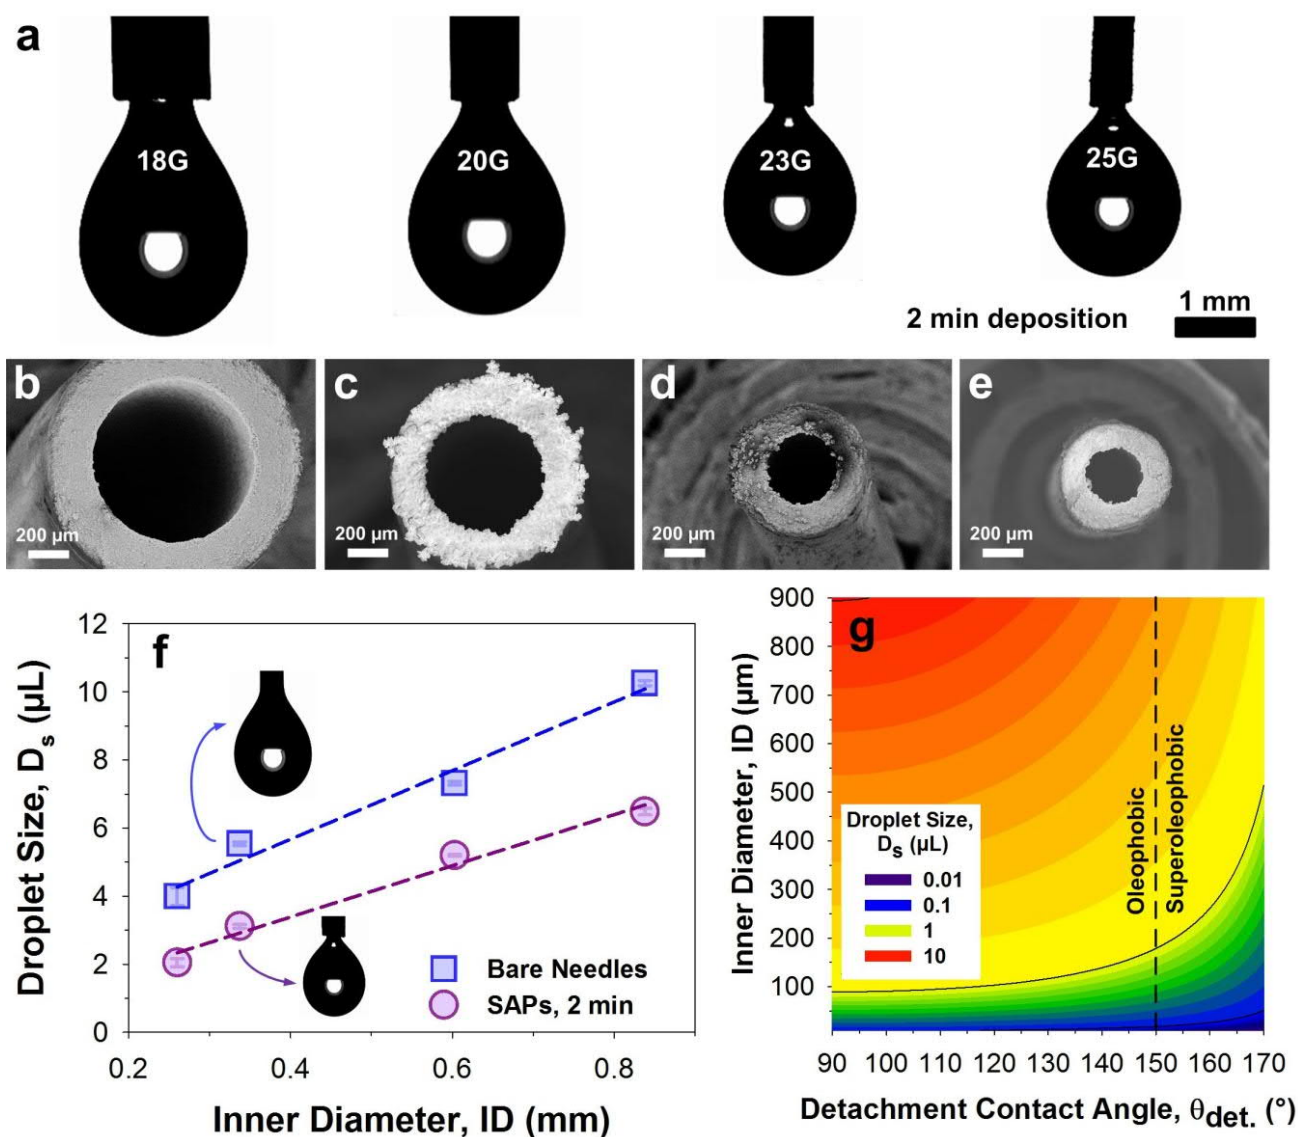 a
18G
20G
23G
25G
2 min deposition
1 mm
b
200 µm
c
200 µm
d
200 µm
e
200 µm
f
Droplet Size, Ds (µL)
12
10
8
6
4
2
0
0.2
0.4
0.6
0.8
Inner Diameter, ID (mm)
Bare Needles
SAPs, 2 min
g
Inner Diameter, ID (µm)
900
800
700
600
500
400
300
200
100
90
100
110
120
130
140
150
160
170
Detachment Contact Angle, θdet. (°)
Droplet Size,
Ds (µL)
0.01
0.1
1
10
Oleophobic
Superoleophobic